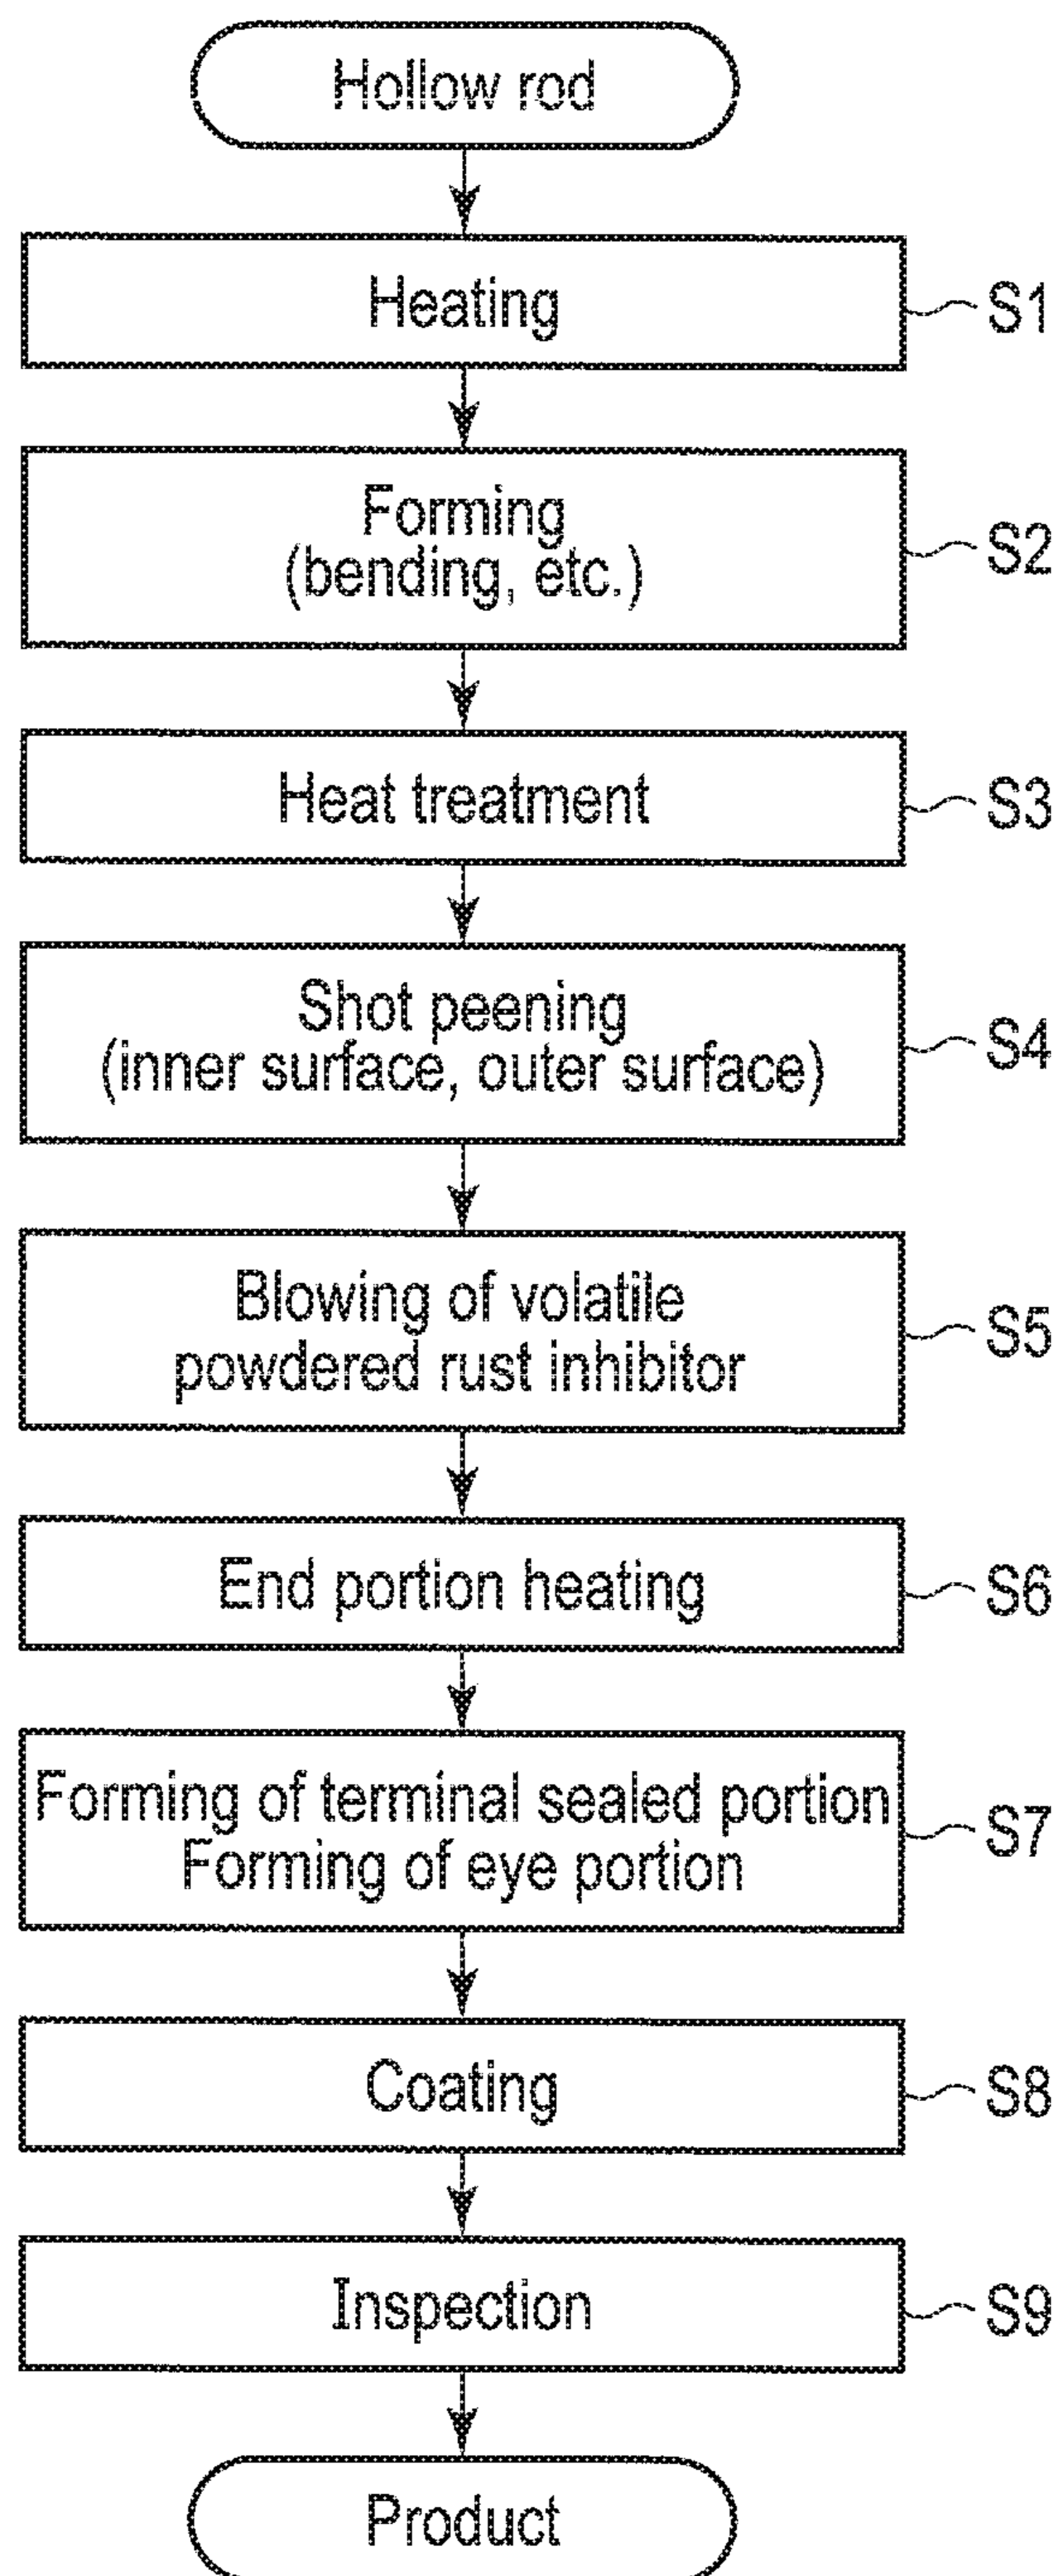 Hollow rod
Heating
S1
Forming
(bending, etc.)
S2
Heat treatment
S3
Shot peening
(inner surface, outer surface)
S4
Blowing of volatile
powdered rust inhibitor
S5
End portion heating
S6
Forming of terminal sealed portion
Forming of eye portion
S7
Coating
S8
Inspection
S9
Product